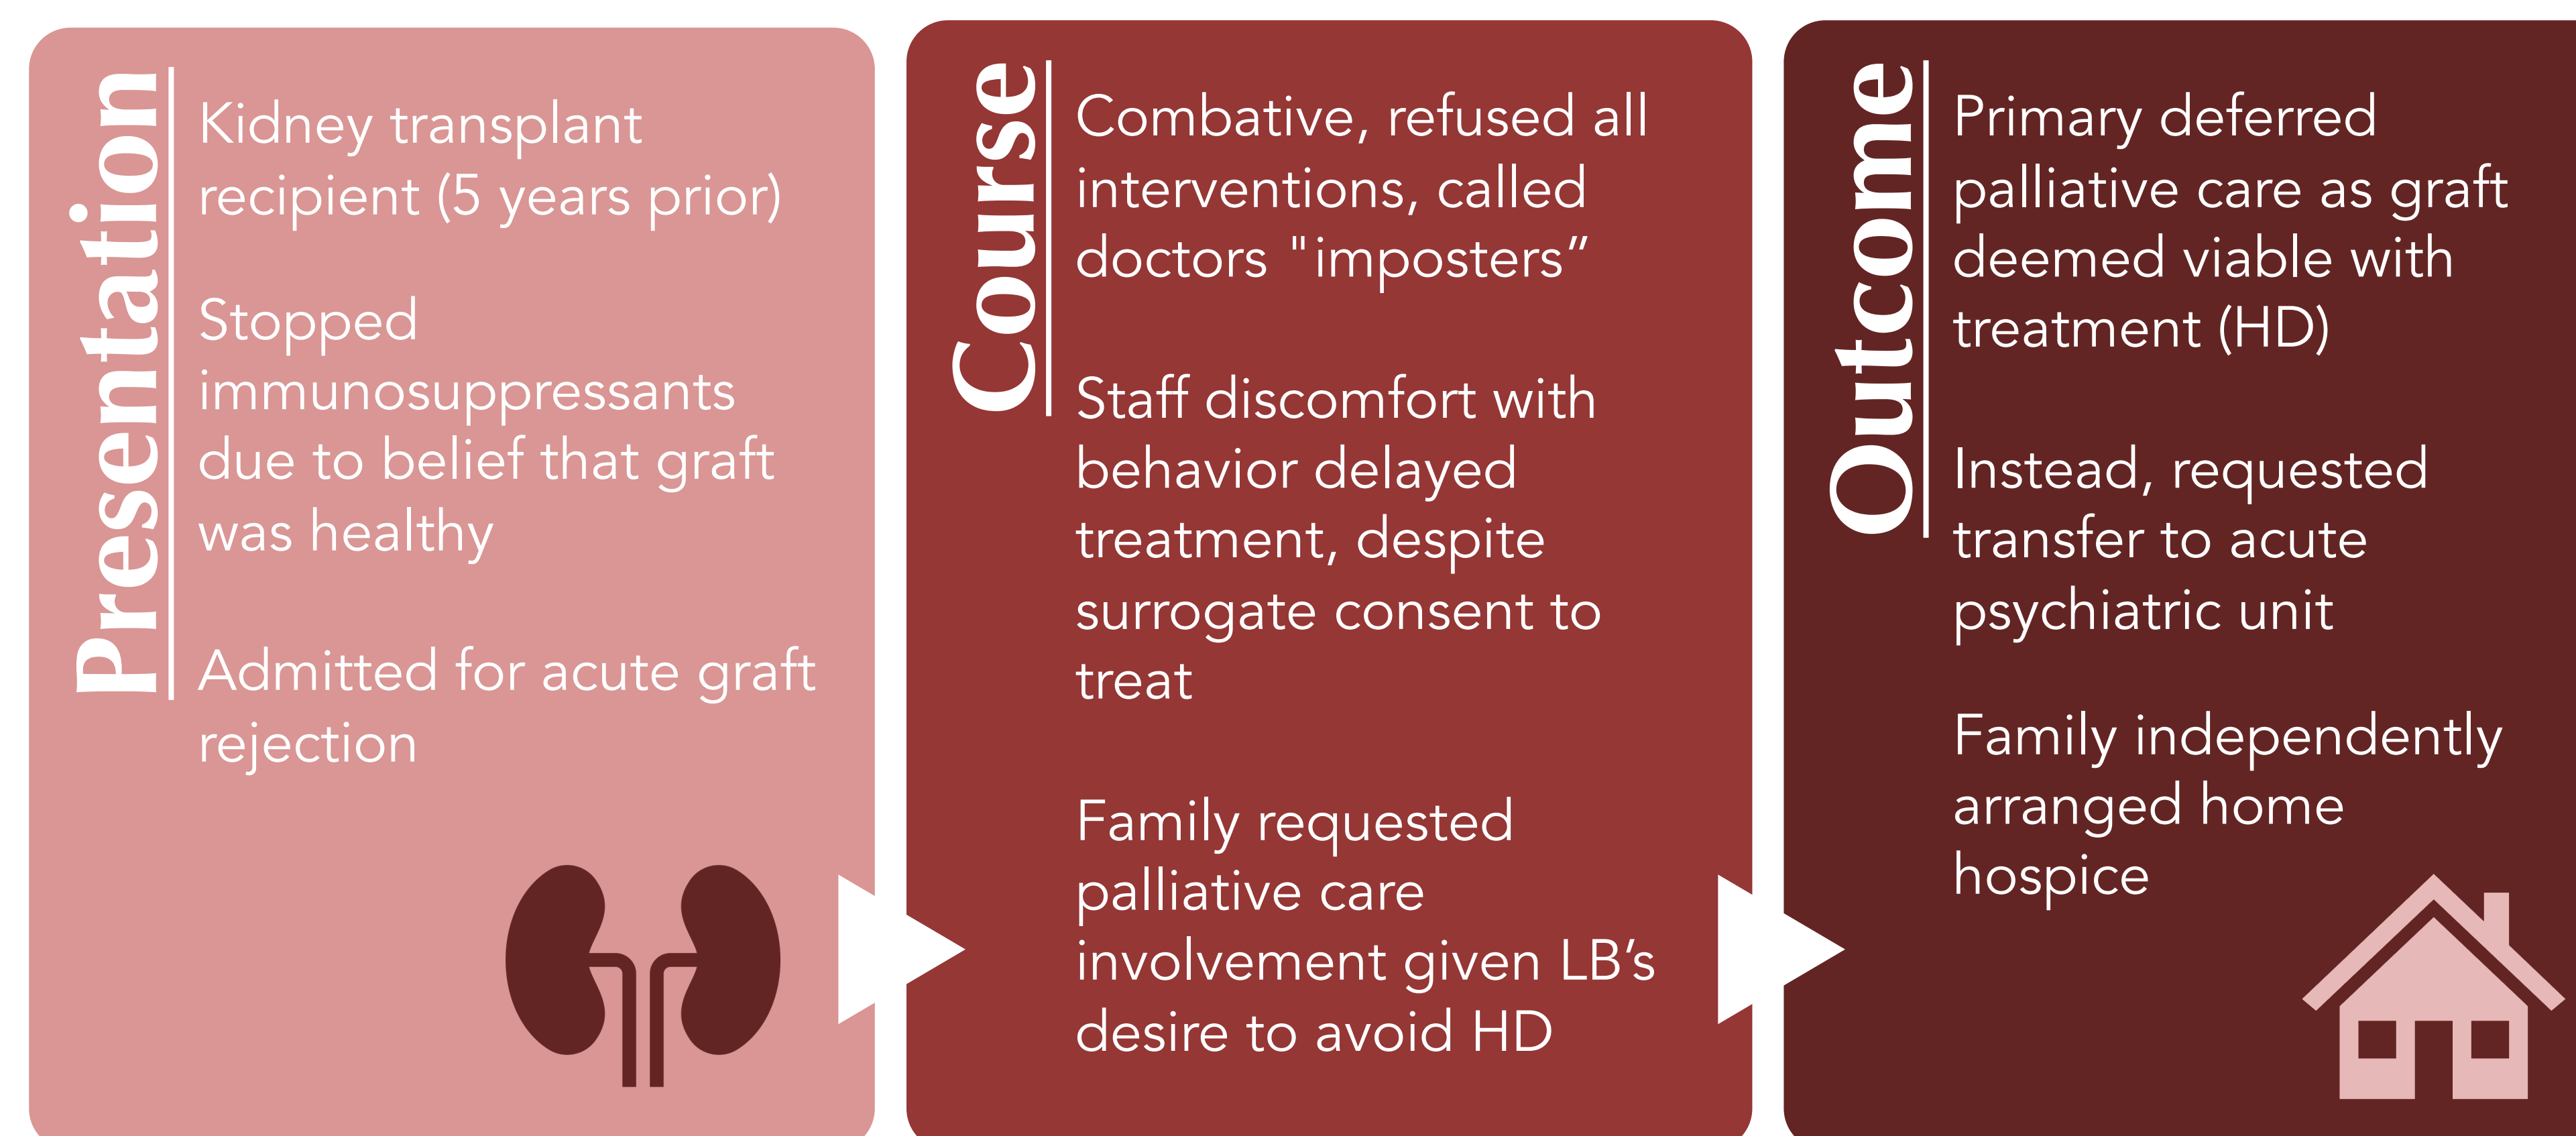 Presentation
Kidney transplant
recipient (5 years prior)
Stopped
immunosuppressants
due to belief that graft
was healthy
Admitted for acute graft
rejection
Course
Combative, refused all
interventions, called
doctors "imposters”
Staff discomfort with
behavior delayed
treatment, despite
surrogate consent to
treat
Family requested
palliative care
involvement given LB’s
desire to avoid HD
Outcome
Primary deferred
palliative care as graft
deemed viable with
treatment (HD)
Instead, requested
transfer to acute
psychiatric unit
Family independently
arranged home
hospice